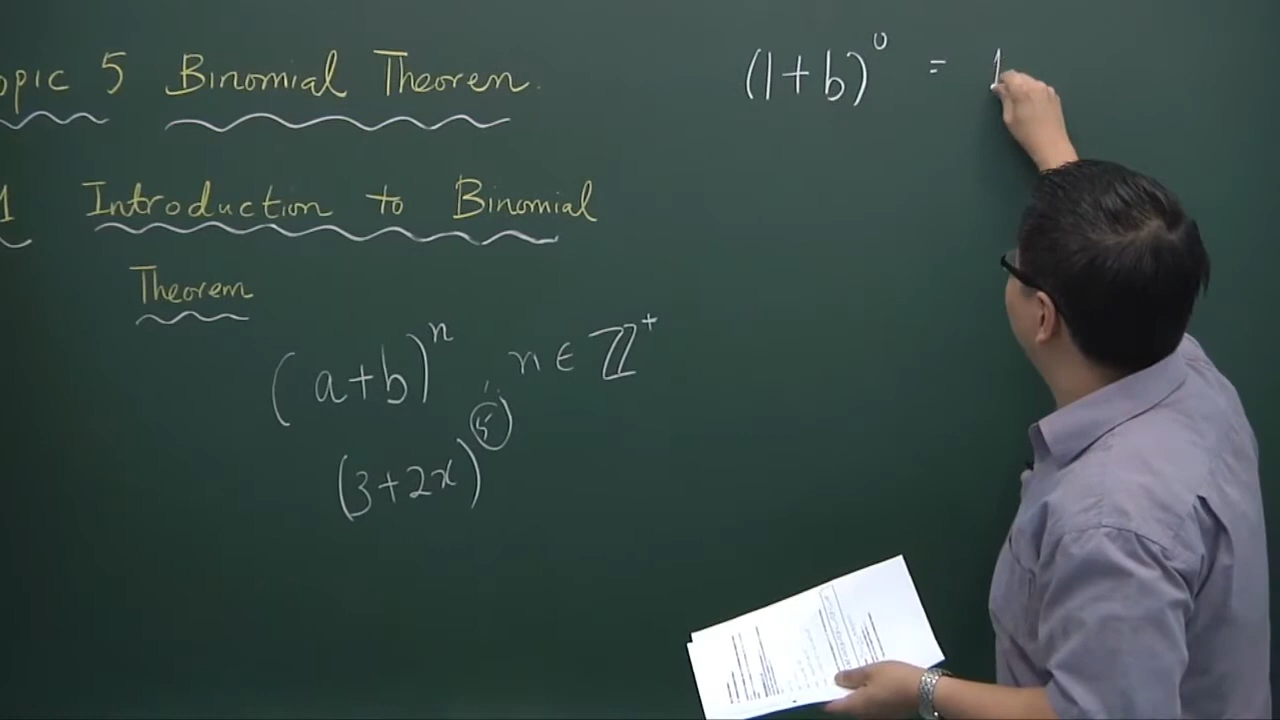 opic 5 Binomial Theorem.
1 Introduction to Binomial
Theorem
(a+b)^n , n ∈ ℤ^+
(3+2x)^5
(1+b)^0 = 1